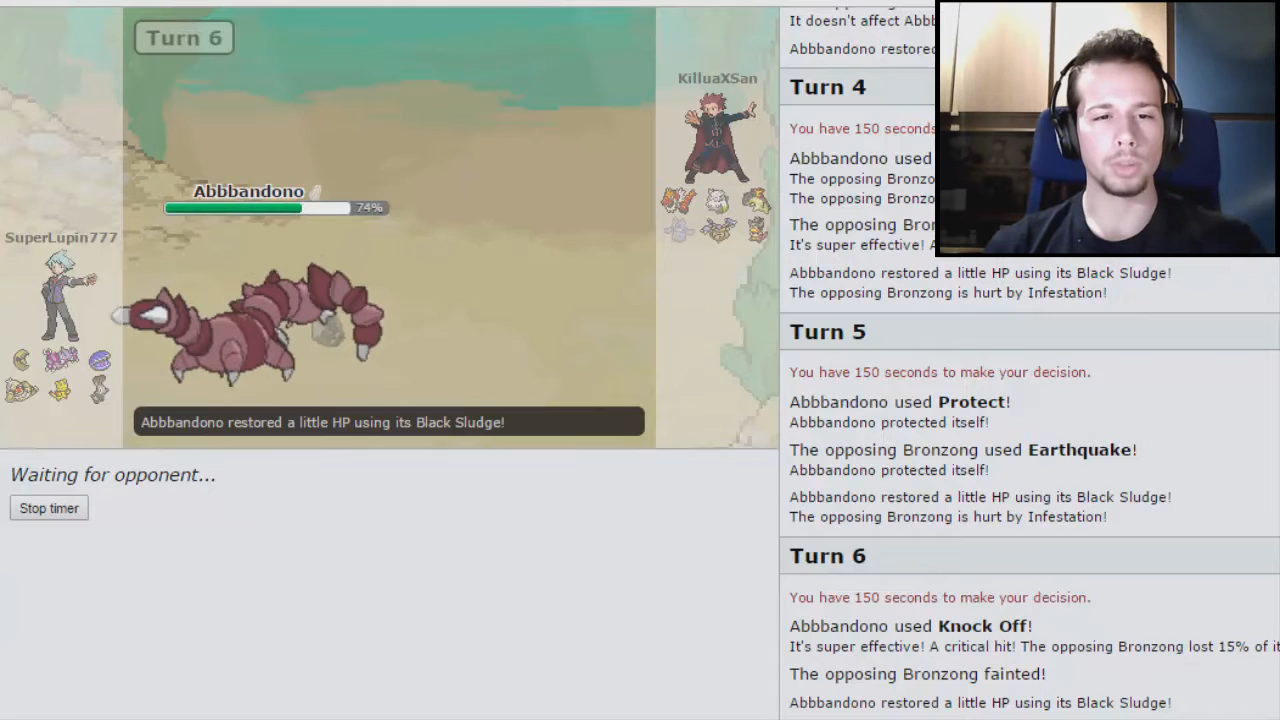 Turn 6
KilluaXSan
Abbbandono
74%
SuperLupin777
Abbbandono restored a little HP using its Black Sludge!
Waiting for opponent...
Stop timer
It doesn't affect Abbb
Abbbandono restored
Turn 4
You have 150 seconds
Abbbandono used
The opposing Bronzong
The opposing Bronzong
The opposing Bron
It's super effective! A
Abbbandono restored a little HP using its Black Sludge!
The opposing Bronzong is hurt by Infestation!
Turn 5
You have 150 seconds to make your decision.
Abbbandono used Protect!
Abbbandono protected itself!
The opposing Bronzong used Earthquake!
Abbbandono protected itself!
Abbbandono restored a little HP using its Black Sludge!
The opposing Bronzong is hurt by Infestation!
Turn 6
You have 150 seconds to make your decision.
Abbbandono used Knock Off!
It's super effective! A critical hit! The opposing Bronzong lost 15% of it
The opposing Bronzong fainted!
Abbbandono restored a little HP using its Black Sludge!